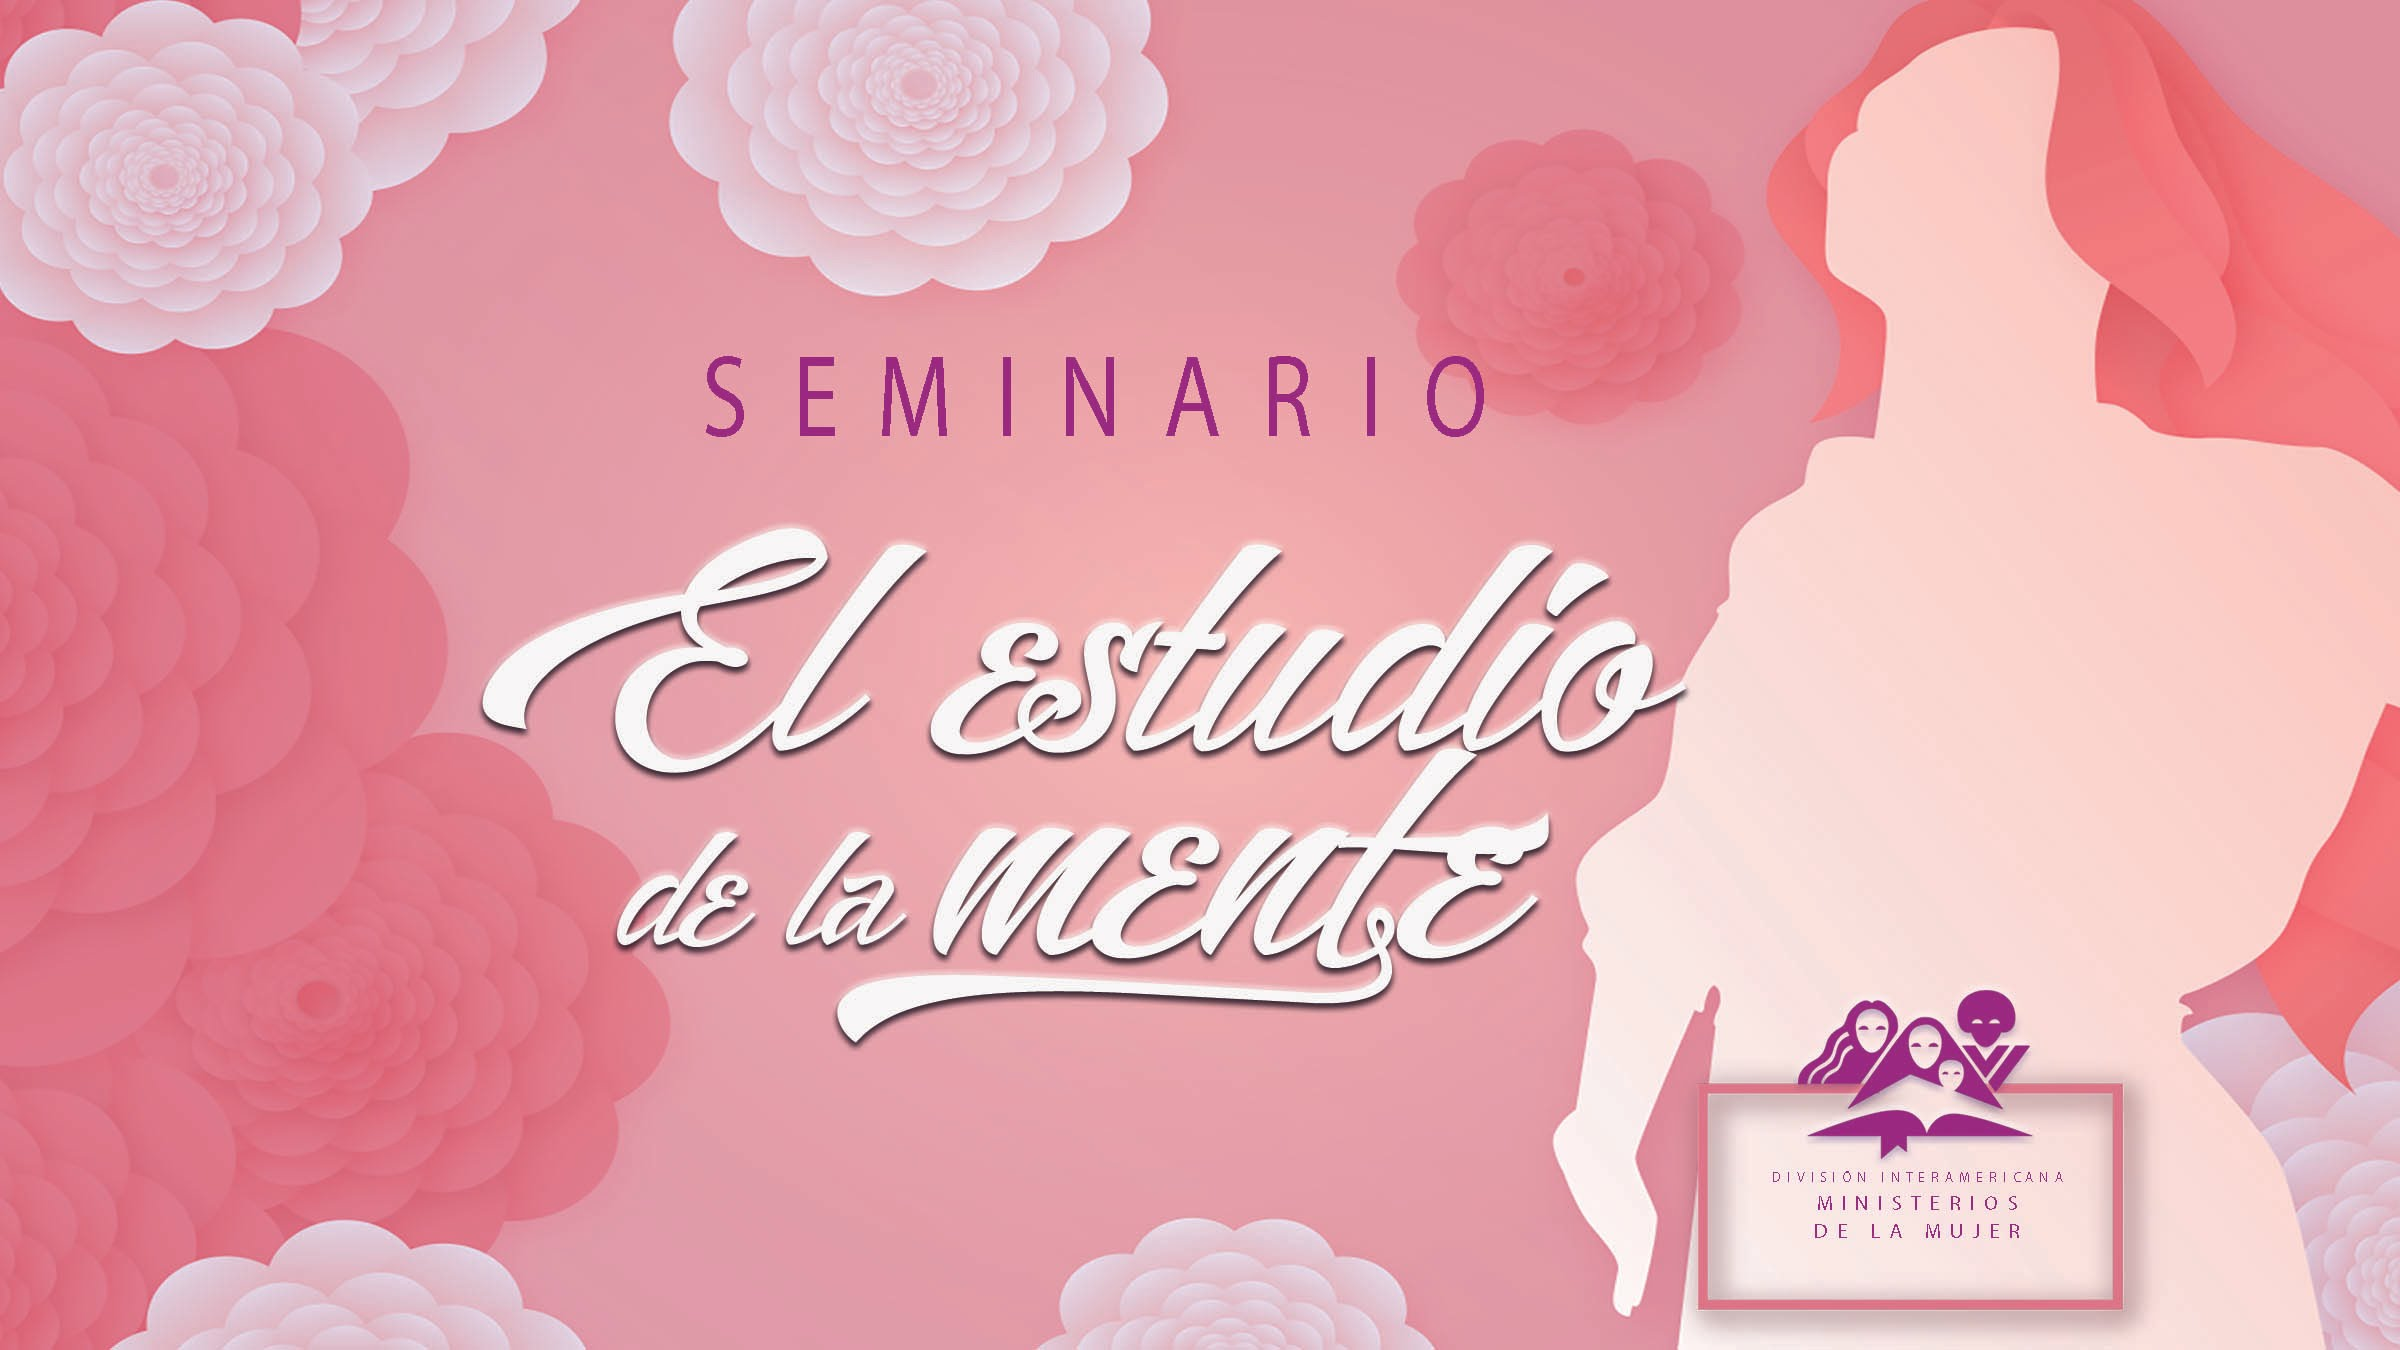 SEMINARIO
El estudio
de la mente
DIVISIÓN INTERAMERICANA
MINISTERIOS
DE LA MUJER